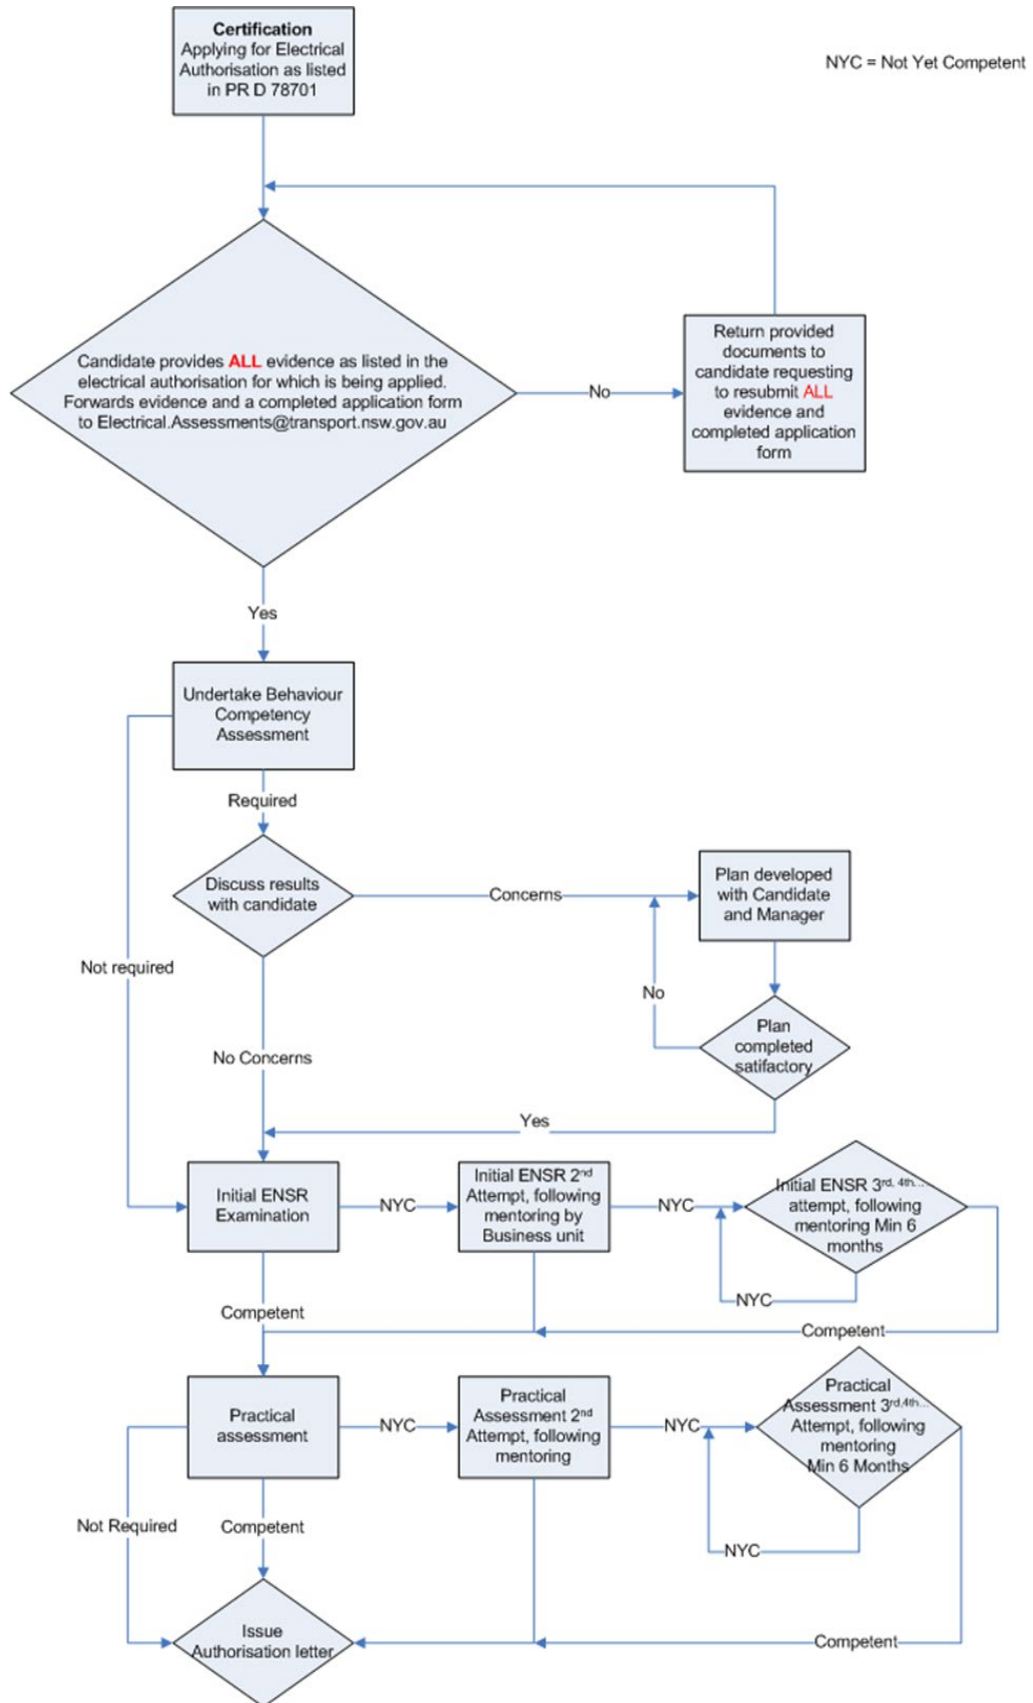 Certification
Applying for Electrical
Authorisation as listed
in PR D 78701
NYC = Not Yet Competent
Candidate provides ALL evidence as listed in the
electrical authorisation for which is being applied.
Forwards evidence and a completed application form
to Electrical.Assessments@transport.nsw.gov.au
No
Return provided
documents to
candidate requesting
to resubmit ALL
evidence and
completed application
form
Yes
Undertake Behaviour
Competency
Assessment
Required
Discuss results
with candidate
Concerns
Plan developed
with Candidate
and Manager
Not required
No
Plan
completed
satifactory
No Concerns
Yes
Initial ENSR
Examination
NYC
Initial ENSR 2nd
Attempt, following
mentoring by
Business unit
NYC
Initial ENSR 3rd, 4th...
attempt, following
mentoring Min 6
months
NYC
Competent
Competent
Practical
assessment
NYC
Practical
Assessment 2nd
Attempt, following
mentoring
NYC
Practical
Assessment 3rd,4th...
Attempt, following
mentoring
Min 6 Months
Not Required
Competent
NYC
Issue
Authorisation letter
Competent